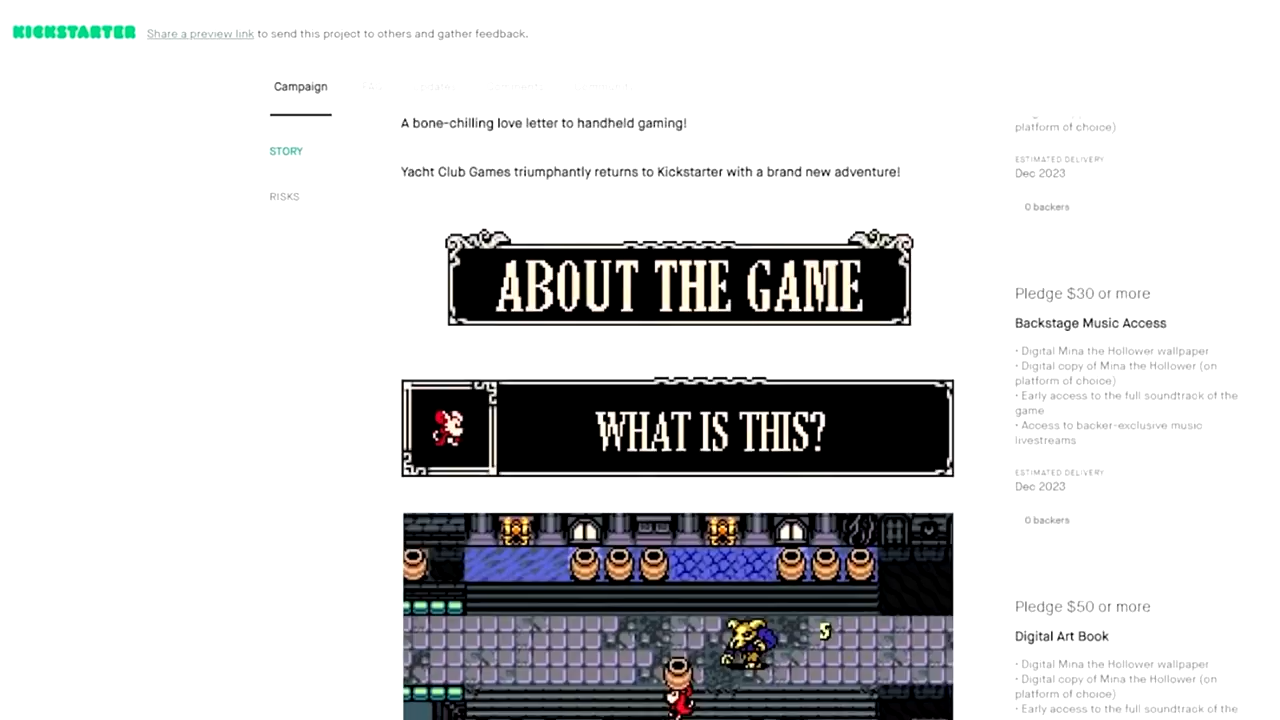 KICKSTARTER
Share a preview link to send this project to others and gather feedback.
Campaign
A bone-chilling love letter to handheld gaming!
STORY
Yacht Club Games triumphantly returns to Kickstarter with a brand new adventure!
RISKS
ABOUT THE GAME
WHAT IS THIS?
5
platform of choice)
ESTIMATED DELIVERY
Dec 2023
0 backers
Pledge $30 or more
Backstage Music Access
• Digital Mina the Hollower wallpaper
• Digital copy of Mina the Hollower (on
platform of choice)
• Early access to the full soundtrack of the
game
• Access to backer-exclusive music
livestreams
ESTIMATED DELIVERY
Dec 2023
0 backers
Pledge $50 or more
Digital Art Book
• Digital Mina the Hollower wallpaper
• Digital copy of Mina the Hollower (on
platform of choice)
• Early access to the full soundtrack of the